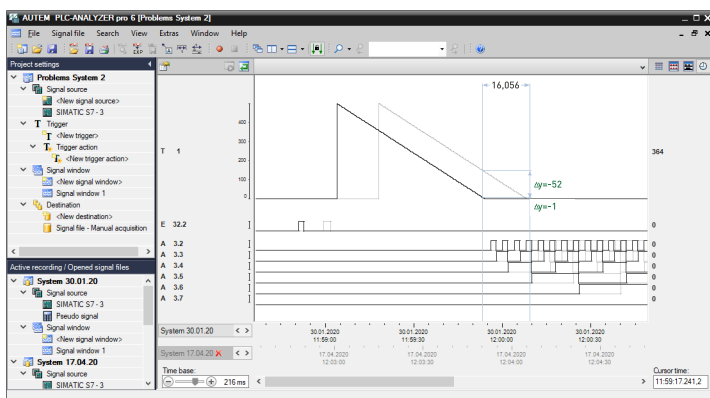 AUTEM PLC-ANALYZER pro 6 [Problems System 2]
File Signal file Search View Extras Window Help
Project settings
Problems System 2
Signal source
<New signal source>
SIMATIC S7 - 3
Trigger
<New trigger>
Trigger action
<New trigger action>
Signal window
<New signal window>
Signal window 1
Destination
<New destination>
Signal file - Manual acquisition
Active recording / Opened signal files
System 30.01.20
Signal source
SIMATIC S7 - 3
Pseudo signal
Signal window
<New signal window>
Signal window 1
System 17.04.20
Signal source
SIMATIC S7 - 3
16,056
T 1
400
300
200
100
0
364
Δy=-52
Δy=-1
E 32.2 0
A 3.2 0
A 3.3 0
A 3.4 0
A 3.5 0
A 3.6 0
A 3.7 0
System 30.01.20
30.01.2020 30.01.2020 30.01.2020 30.01.2020
11:59:00 11:59:30 12:00:00 12:00:30
System 17.04.20
17.04.2020 17.04.2020 17.04.2020 17.04.2020
12:03:00 12:03:30 12:04:00 12:04:30
Time base:
216 ms
Cursor time:
11:59:17.241,2